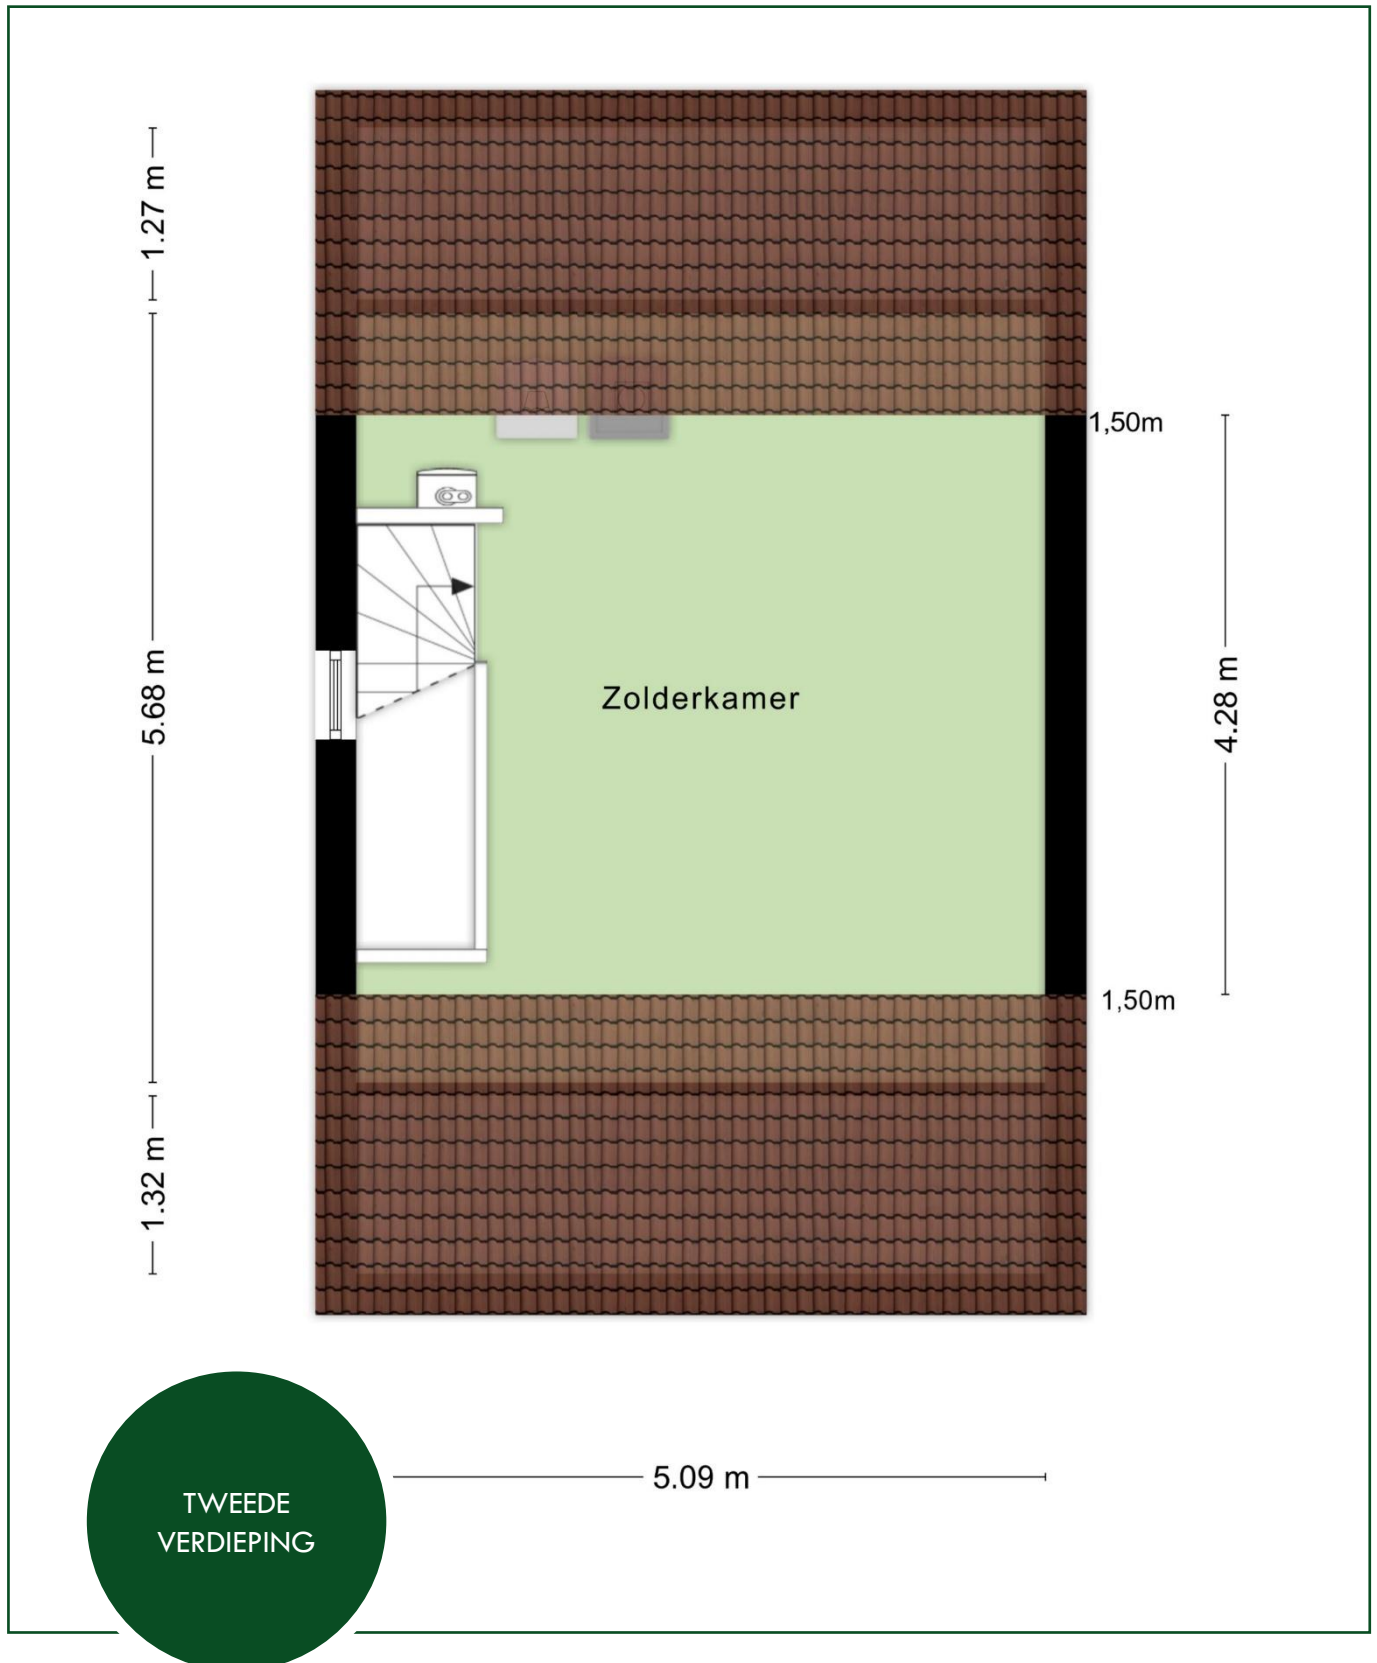 1.27 m
1,50m
5.68 m
Zolderkamer
4.28 m
1,50m
1.32 m
5.09 m
TWEEDE
VERDIEPING